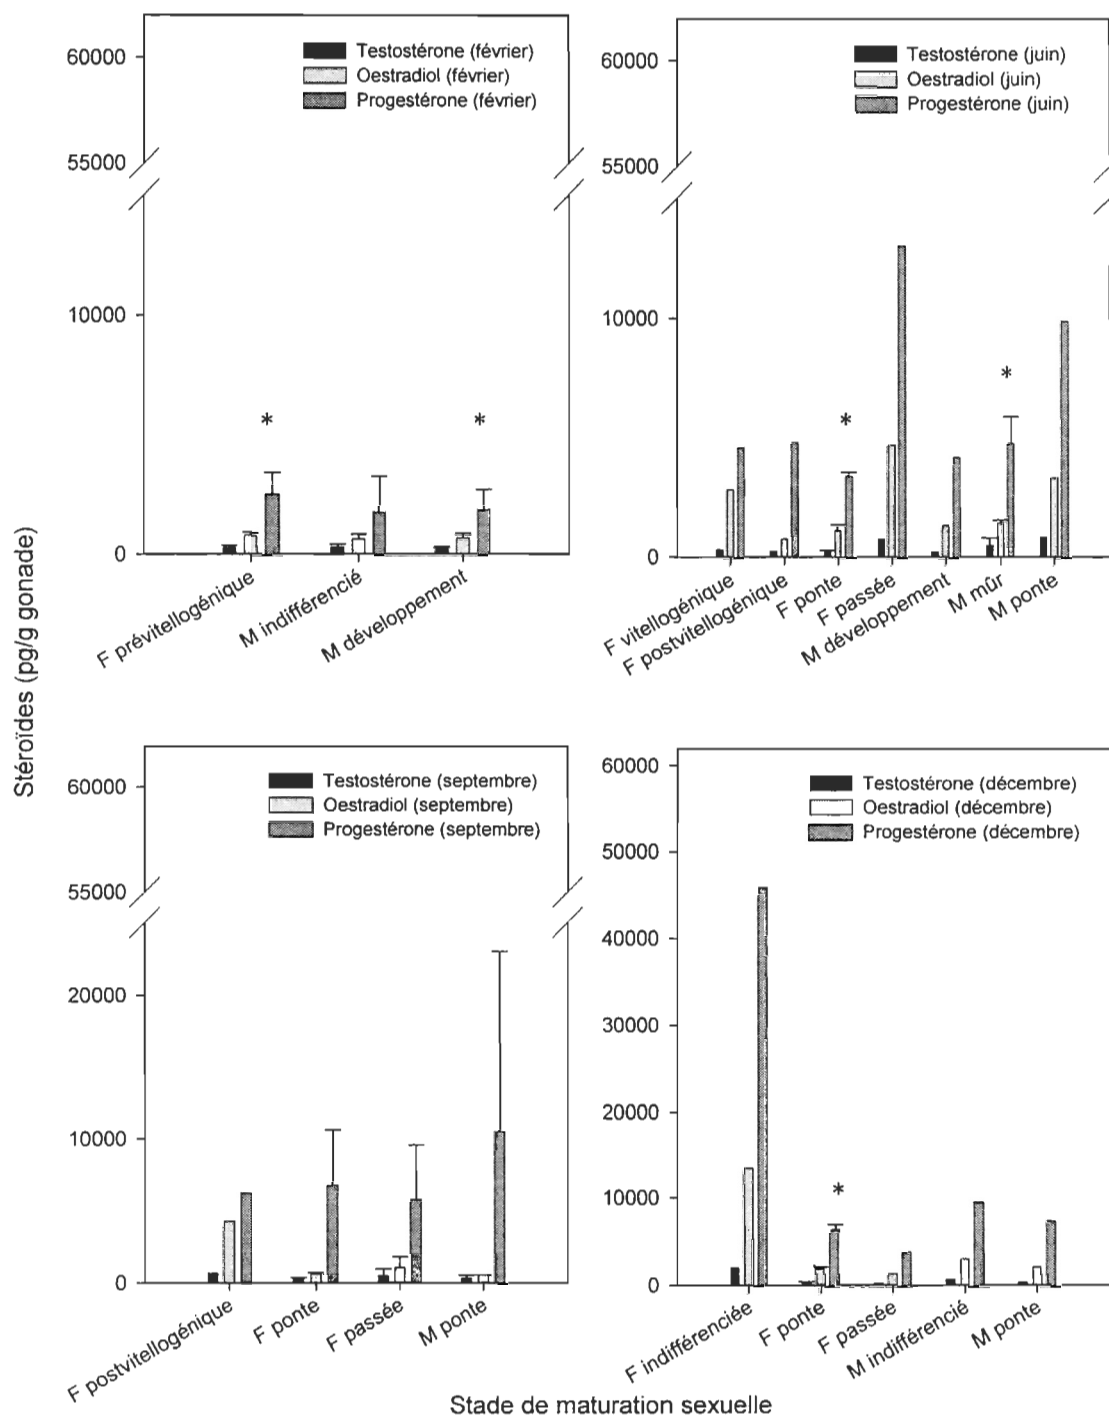 Stéroïdes (pg/g gonade)
60000
55000
10000
0
Testostérone (février)
Oestradiol (février)
Progestérone (février)
*
*
F prévitellogénique
M indifférencié
M développement
60000
55000
10000
0
Testostérone (juin)
Oestradiol (juin)
Progestérone (juin)
*
*
F vitellogénique
F postvitellogénique
F ponte
F passée
M développement
M mûr
M ponte
60000
55000
20000
10000
0
Testostérone (septembre)
Oestradiol (septembre)
Progestérone (septembre)
F postvitellogénique
F ponte
F passée
M ponte
60000
50000
40000
30000
20000
10000
0
Testostérone (décembre)
Oestradiol (décembre)
Progestérone (décembre)
*
F indifférenciée
F ponte
F passée
M indifférencié
M ponte
Stade de maturation sexuelle